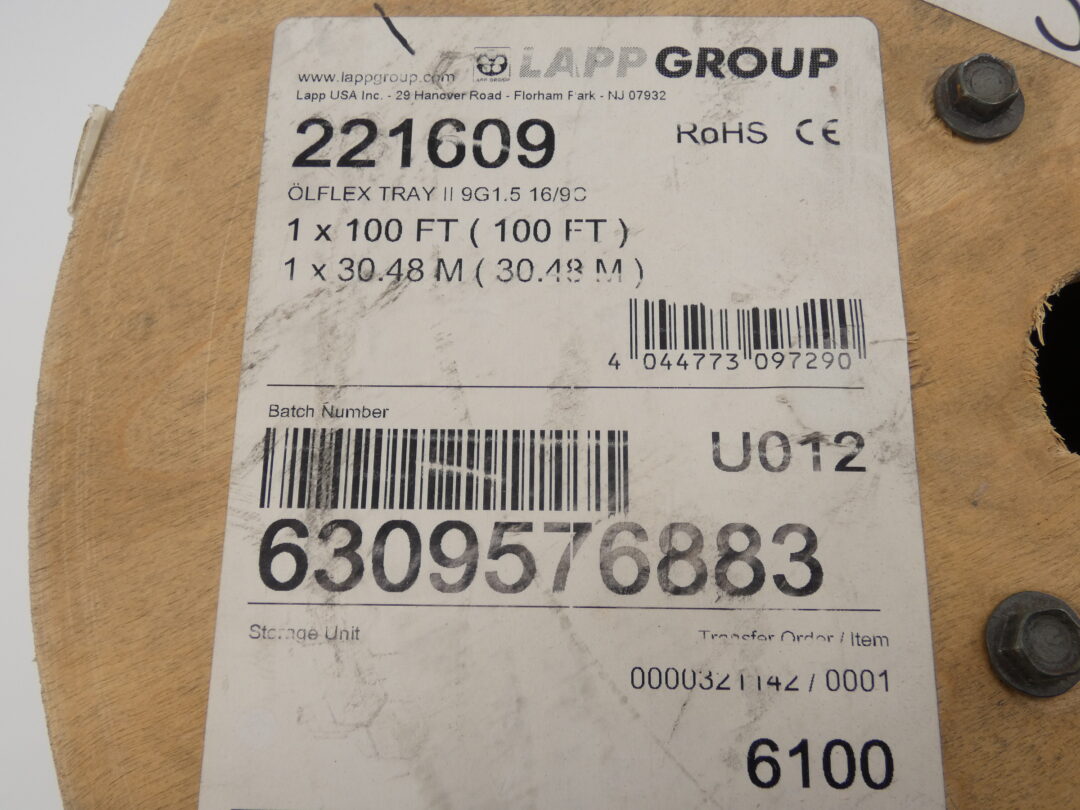 www.lappgroup.com LAPP GROUP LAPP GROUP
Lapp USA Inc. - 29 Hanover Road - Florham Park - NJ 07932
221609 RoHS CE
ÖLFLEX TRAY II 9G1.5 16/9C
1 x 100 FT ( 100 FT )
1 x 30.48 M ( 30.48 M )
4 044773 097290
Batch Number
U012
6309576883
Storage Unit Transfer Order / Item
0000321142 / 0001
6100